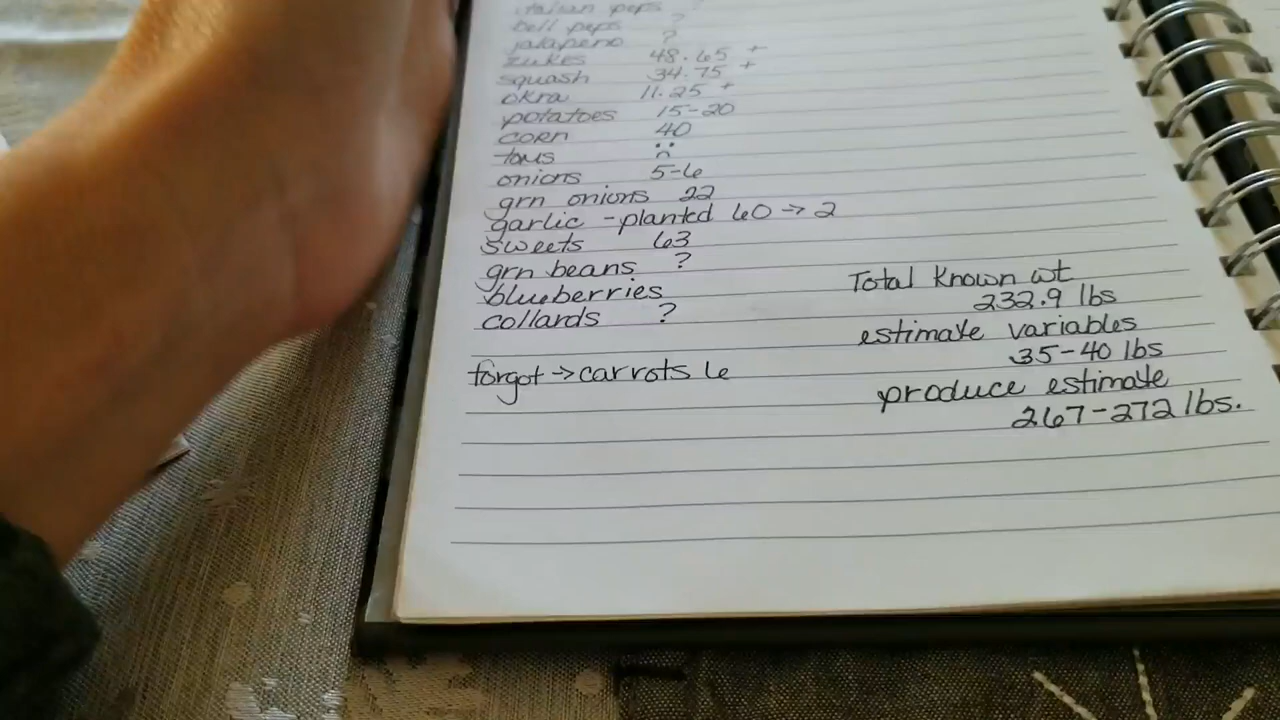 italian peps ?
bell peps ?
jalapeno ?
zukes 48.65 +
squash 34.75 +
okra 11.25 +
potatoes 15-20
corn 40
toms :(
onions 5-6
grn onions 22
garlic - planted 60 → 2
sweets 63
grn beans ?
blueberries
collards ?
forgot → carrots 6
Total Known wt
232.9 lbs
estimate variables
35-40 lbs
produce estimate
267-272 lbs.